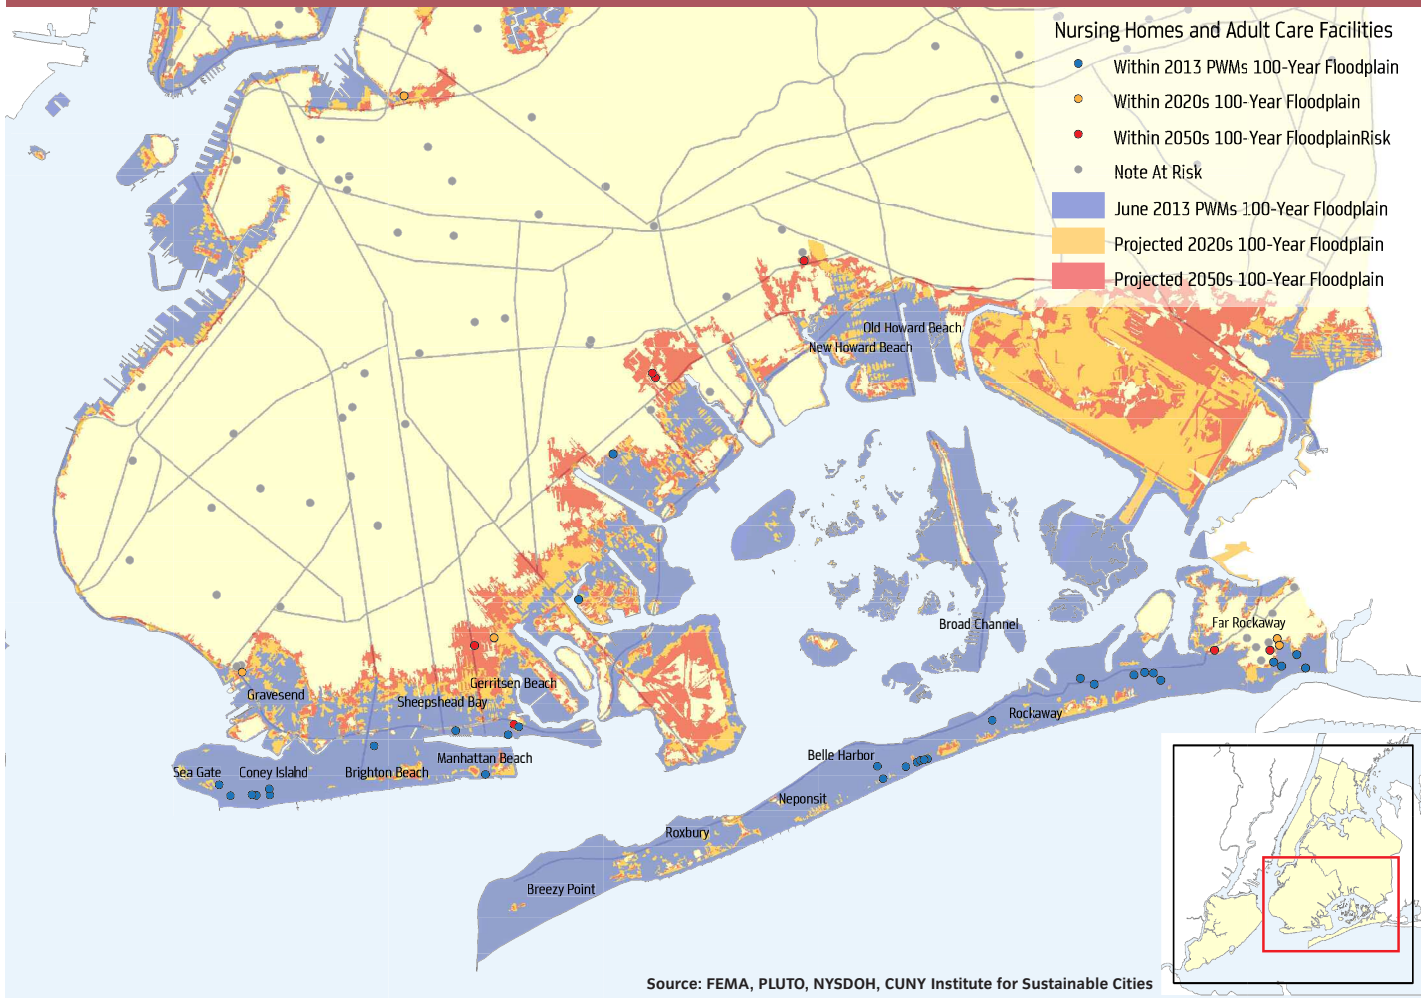 Nursing Homes and Adult Care Facilities
Within 2013 PWMs 100-Year Floodplain
Within 2020s 100-Year Floodplain
Within 2050s 100-Year FloodplainRisk
Note At Risk
June 2013 PWMs 100-Year Floodplain
Projected 2020s 100-Year Floodplain
Projected 2050s 100-Year Floodplain
Old Howard Beach
New Howard Beach
Broad Channel
Far Rockaway
Gravesend
Gerritsen Beach
Sheepshead Bay
Rockaway
Manhattan Beach
Belle Harbor
Sea Gate
Coney Island
Brighton Beach
Neponsit
Roxbury
Breezy Point
Source: FEMA, PLUTO, NYSDOH, CUNY Institute for Sustainable Cities